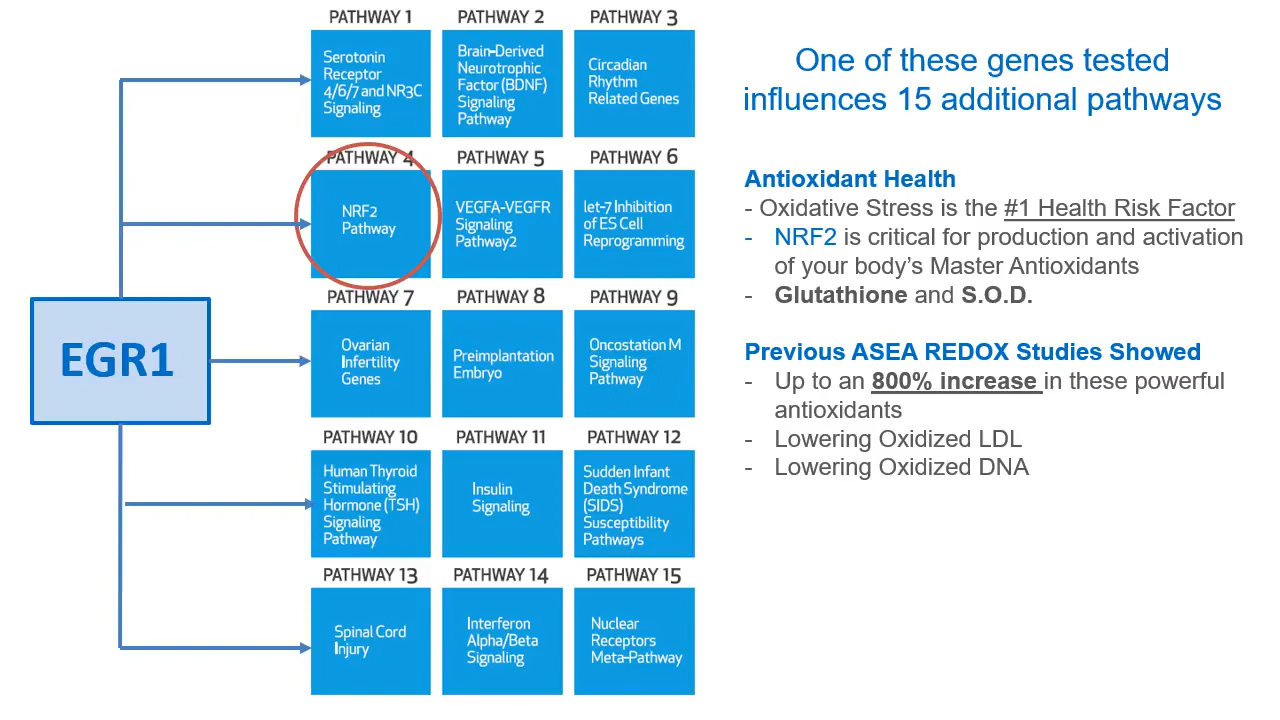 PATHWAY 1
Serotonin
Receptor
4/6/7 and NR3C
Signaling
PATHWAY 2
Brain-Derived
Neurotrophic
Factor (BDNF)
Signaling
Pathway
PATHWAY 3
Circadian
Rhythm
Related Genes
PATHWAY 4
NRF2
Pathway
PATHWAY 5
VEGFA-VEGFR
Signaling
Pathway2
PATHWAY 6
let-7 Inhibition
of ES Cell
Reprogramming
EGR1
PATHWAY 7
Ovarian
Infertility
Genes
PATHWAY 8
Preimplantation
Embryo
PATHWAY 9
Oncostation M
Signaling
Pathway
PATHWAY 10
Human Thyroid
Stimulating
Hormone (TSH)
Signaling
Pathway
PATHWAY 11
Insulin
Signaling
PATHWAY 12
Sudden Infant
Death Syndrome
(SIDS)
Susceptibility
Pathways
PATHWAY 13
Spinal Cord
Injury
PATHWAY 14
Interferon
Alpha/Beta
Signaling
PATHWAY 15
Nuclear
Receptors
Meta-Pathway
One of these genes tested
influences 15 additional pathways
Antioxidant Health
- Oxidative Stress is the #1 Health Risk Factor
- NRF2 is critical for production and activation
of your body's Master Antioxidants
- Glutathione and S.O.D.
Previous ASEA REDOX Studies Showed
- Up to an 800% increase in these powerful
antioxidants
- Lowering Oxidized LDL
- Lowering Oxidized DNA